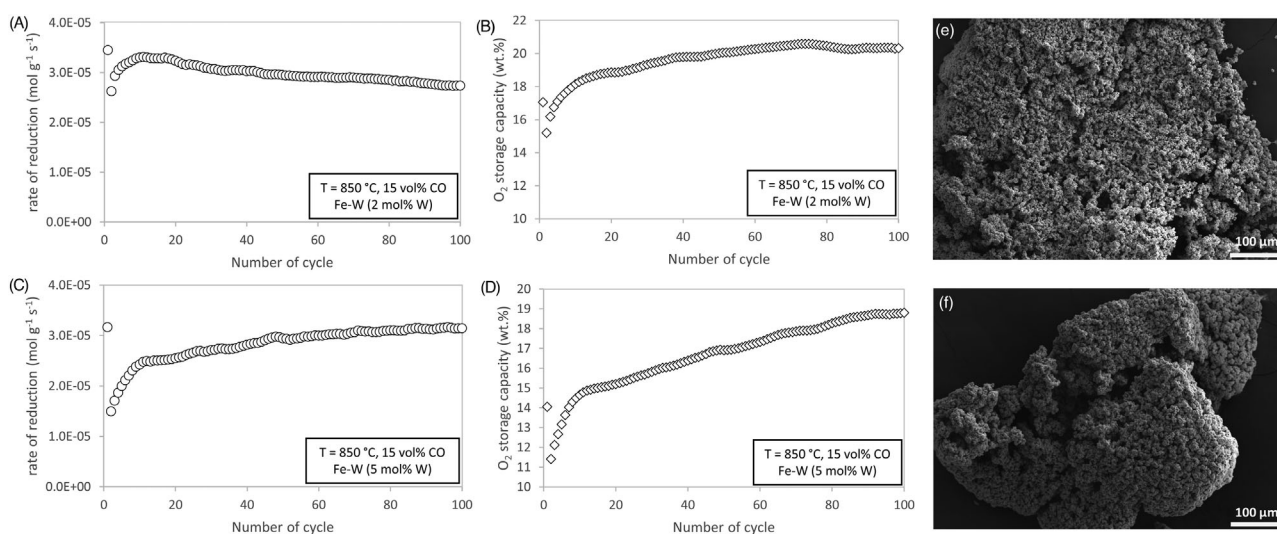 (A)
rate of reduction (mol g⁻¹ s⁻¹)
4.0E-05
3.0E-05
2.0E-05
1.0E-05
0.0E+00
0 20 40 60 80 100
Number of cycle
T = 850 °C, 15 vol% CO
Fe-W (2 mol% W)
(B)
O₂ storage capacity (wt.%)
22
21
20
19
18
17
16
15
14
13
12
11
10
0 20 40 60 80 100
Number of cycle
T = 850 °C, 15 vol% CO
Fe-W (2 mol% W)
(e)
100 µm
(C)
rate of reduction (mol g⁻¹ s⁻¹)
4.0E-05
3.0E-05
2.0E-05
1.0E-05
0.0E+00
0 20 40 60 80 100
Number of cycle
T = 850 °C, 15 vol% CO
Fe-W (5 mol% W)
(D)
O₂ storage capacity (wt.%)
19
18
17
16
15
14
13
12
11
10
0 20 40 60 80 100
Number of cycle
T = 850 °C, 15 vol% CO
Fe-W (5 mol% W)
(f)
100 µm